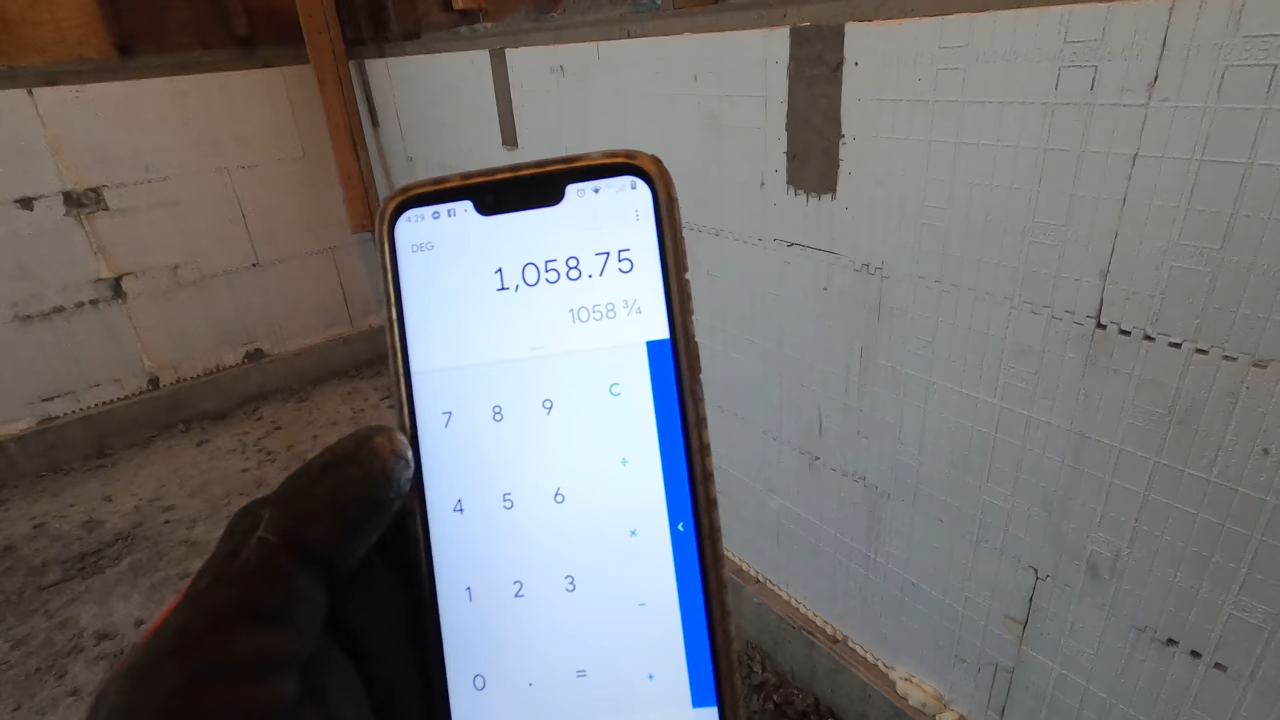 4:29
DEG
1,058.75
1058 ¾
C
7 8 9
÷
4 5 6
×
1 2 3
−
0 . =
+